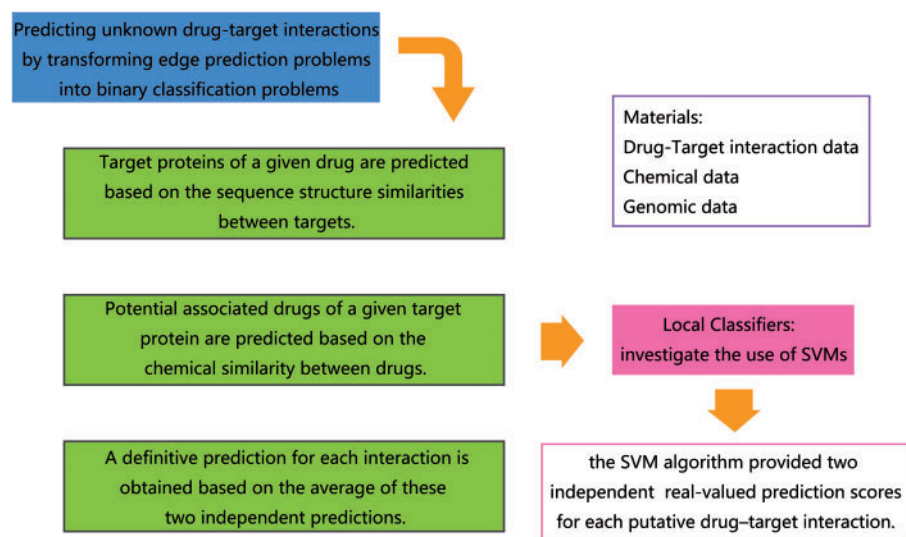 Predicting unknown drug-target interactions
by transforming edge prediction problems
into binary classification problems
Target proteins of a given drug are predicted
based on the sequence structure similarities
between targets.
Materials:
Drug-Target interaction data
Chemical data
Genomic data
Potential associated drugs of a given target
protein are predicted based on the
chemical similarity between drugs.
Local Classifiers:
investigate the use of SVMs
A definitive prediction for each interaction is
obtained based on the average of these
two independent predictions.
the SVM algorithm provided two
independent real-valued prediction scores
for each putative drug–target interaction.